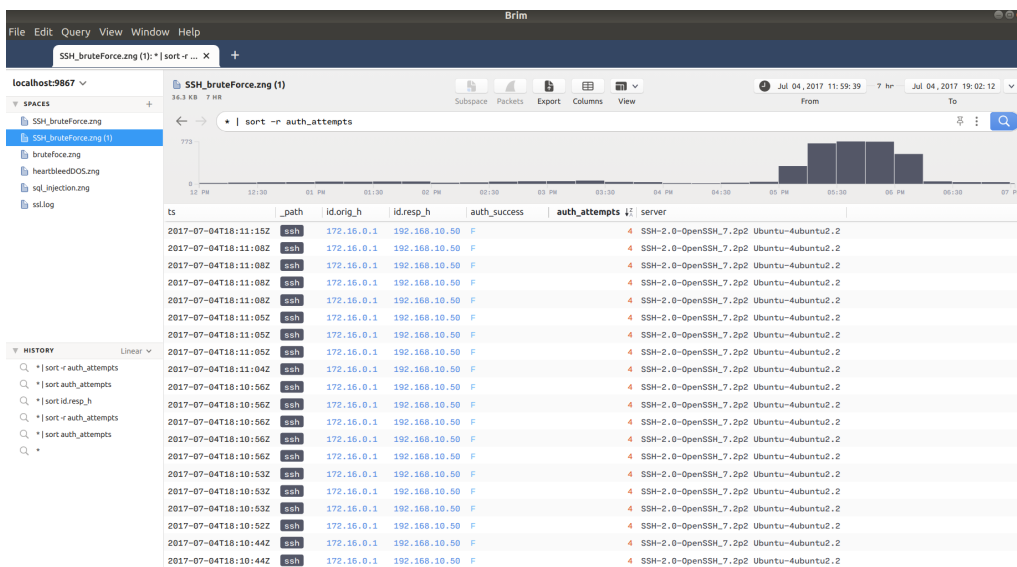 Brim
File Edit Query View Window Help
SSH_bruteForce.zng (1): * | sort -r ... ×
+
localhost:9867
SPACES +
SSH_bruteForce.zng
SSH_bruteForce.zng (1)
brutefoce.zng
heartbleedDOS.zng
sql_injection.zng
ssl.log
HISTORY Linear
* | sort -r auth_attempts
* | sort auth_attempts
* | sort id.resp_h
* | sort -r auth_attempts
* | sort auth_attempts
*
SSH_bruteForce.zng (1)
36.3 KB 7 HR
Subspace Packets Export Columns View
Jul 04, 2017 11:59:39 7 hr Jul 04, 2017 19:02:12
From To
* | sort -r auth_attempts
773
0
12 PM 12:30 01 PM 01:30 02 PM 02:30 03 PM 03:30 04 PM 04:30 05 PM 05:30 06 PM 06:30 07 P
ts _path id.orig_h id.resp_h auth_success auth_attempts server
2017-07-04T18:11:15Z ssh 172.16.0.1 192.168.10.50 F 4 SSH-2.0-OpenSSH_7.2p2 Ubuntu-4ubuntu2.2
2017-07-04T18:11:08Z ssh 172.16.0.1 192.168.10.50 F 4 SSH-2.0-OpenSSH_7.2p2 Ubuntu-4ubuntu2.2
2017-07-04T18:11:08Z ssh 172.16.0.1 192.168.10.50 F 4 SSH-2.0-OpenSSH_7.2p2 Ubuntu-4ubuntu2.2
2017-07-04T18:11:08Z ssh 172.16.0.1 192.168.10.50 F 4 SSH-2.0-OpenSSH_7.2p2 Ubuntu-4ubuntu2.2
2017-07-04T18:11:08Z ssh 172.16.0.1 192.168.10.50 F 4 SSH-2.0-OpenSSH_7.2p2 Ubuntu-4ubuntu2.2
2017-07-04T18:11:05Z ssh 172.16.0.1 192.168.10.50 F 4 SSH-2.0-OpenSSH_7.2p2 Ubuntu-4ubuntu2.2
2017-07-04T18:11:05Z ssh 172.16.0.1 192.168.10.50 F 4 SSH-2.0-OpenSSH_7.2p2 Ubuntu-4ubuntu2.2
2017-07-04T18:11:05Z ssh 172.16.0.1 192.168.10.50 F 4 SSH-2.0-OpenSSH_7.2p2 Ubuntu-4ubuntu2.2
2017-07-04T18:11:04Z ssh 172.16.0.1 192.168.10.50 F 4 SSH-2.0-OpenSSH_7.2p2 Ubuntu-4ubuntu2.2
2017-07-04T18:10:56Z ssh 172.16.0.1 192.168.10.50 F 4 SSH-2.0-OpenSSH_7.2p2 Ubuntu-4ubuntu2.2
2017-07-04T18:10:56Z ssh 172.16.0.1 192.168.10.50 F 4 SSH-2.0-OpenSSH_7.2p2 Ubuntu-4ubuntu2.2
2017-07-04T18:10:56Z ssh 172.16.0.1 192.168.10.50 F 4 SSH-2.0-OpenSSH_7.2p2 Ubuntu-4ubuntu2.2
2017-07-04T18:10:56Z ssh 172.16.0.1 192.168.10.50 F 4 SSH-2.0-OpenSSH_7.2p2 Ubuntu-4ubuntu2.2
2017-07-04T18:10:56Z ssh 172.16.0.1 192.168.10.50 F 4 SSH-2.0-OpenSSH_7.2p2 Ubuntu-4ubuntu2.2
2017-07-04T18:10:53Z ssh 172.16.0.1 192.168.10.50 F 4 SSH-2.0-OpenSSH_7.2p2 Ubuntu-4ubuntu2.2
2017-07-04T18:10:53Z ssh 172.16.0.1 192.168.10.50 F 4 SSH-2.0-OpenSSH_7.2p2 Ubuntu-4ubuntu2.2
2017-07-04T18:10:53Z ssh 172.16.0.1 192.168.10.50 F 4 SSH-2.0-OpenSSH_7.2p2 Ubuntu-4ubuntu2.2
2017-07-04T18:10:52Z ssh 172.16.0.1 192.168.10.50 F 4 SSH-2.0-OpenSSH_7.2p2 Ubuntu-4ubuntu2.2
2017-07-04T18:10:44Z ssh 172.16.0.1 192.168.10.50 F 4 SSH-2.0-OpenSSH_7.2p2 Ubuntu-4ubuntu2.2
2017-07-04T18:10:44Z ssh 172.16.0.1 192.168.10.50 F 4 SSH-2.0-OpenSSH_7.2p2 Ubuntu-4ubuntu2.2